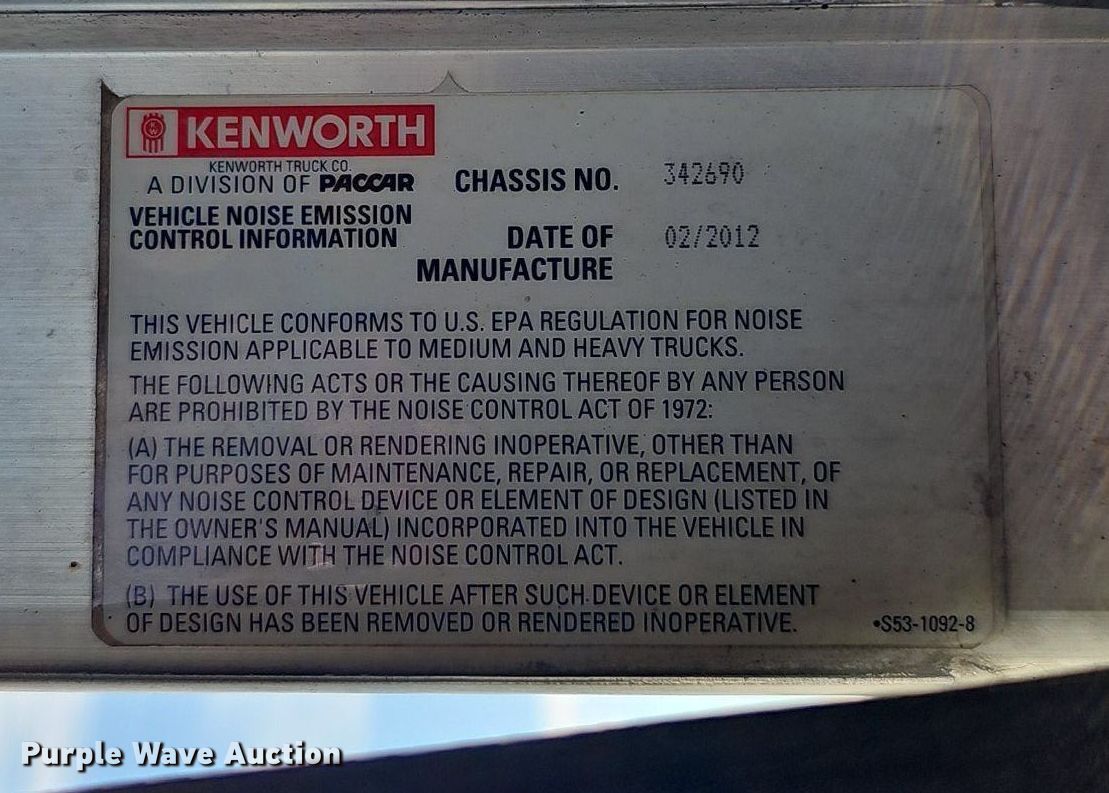 KENWORTH
KENWORTH TRUCK CO.
A DIVISION OF PACCAR
VEHICLE NOISE EMISSION
CONTROL INFORMATION
CHASSIS NO. 342690
DATE OF 02/2012
MANUFACTURE
THIS VEHICLE CONFORMS TO U.S. EPA REGULATION FOR NOISE
EMISSION APPLICABLE TO MEDIUM AND HEAVY TRUCKS.
THE FOLLOWING ACTS OR THE CAUSING THEREOF BY ANY PERSON
ARE PROHIBITED BY THE NOISE CONTROL ACT OF 1972:
(A) THE REMOVAL OR RENDERING INOPERATIVE, OTHER THAN
FOR PURPOSES OF MAINTENANCE, REPAIR, OR REPLACEMENT, OF
ANY NOISE CONTROL DEVICE OR ELEMENT OF DESIGN (LISTED IN
THE OWNER'S MANUAL) INCORPORATED INTO THE VEHICLE IN
COMPLIANCE WITH THE NOISE CONTROL ACT.
(B) THE USE OF THIS VEHICLE AFTER SUCH DEVICE OR ELEMENT
OF DESIGN HAS BEEN REMOVED OR RENDERED INOPERATIVE.
•S53-1092-8
Purple Wave Auction